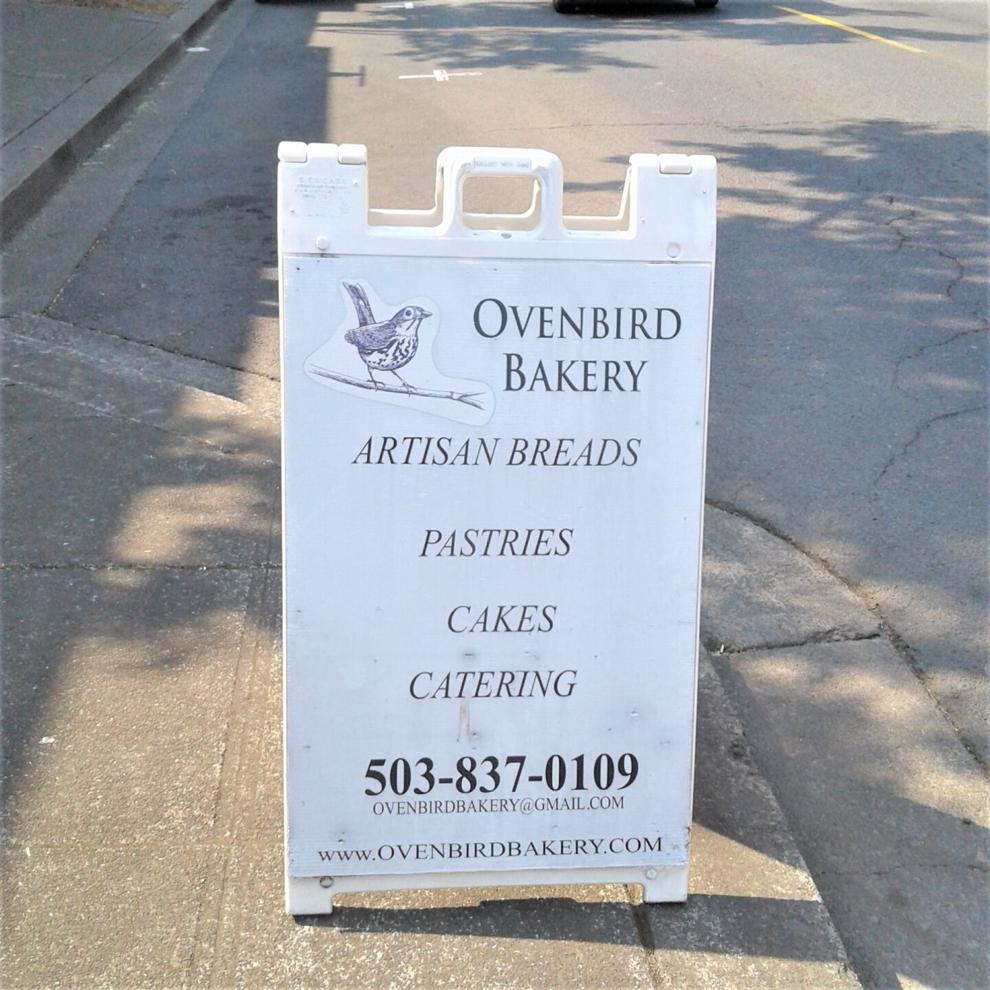 OVENBIRD
BAKERY
ARTISAN BREADS
PASTRIES
CAKES
CATERING
503-837-0109
OVENBIRDBAKERY@GMAIL.COM
www.OVENBIRDBAKERY.COM